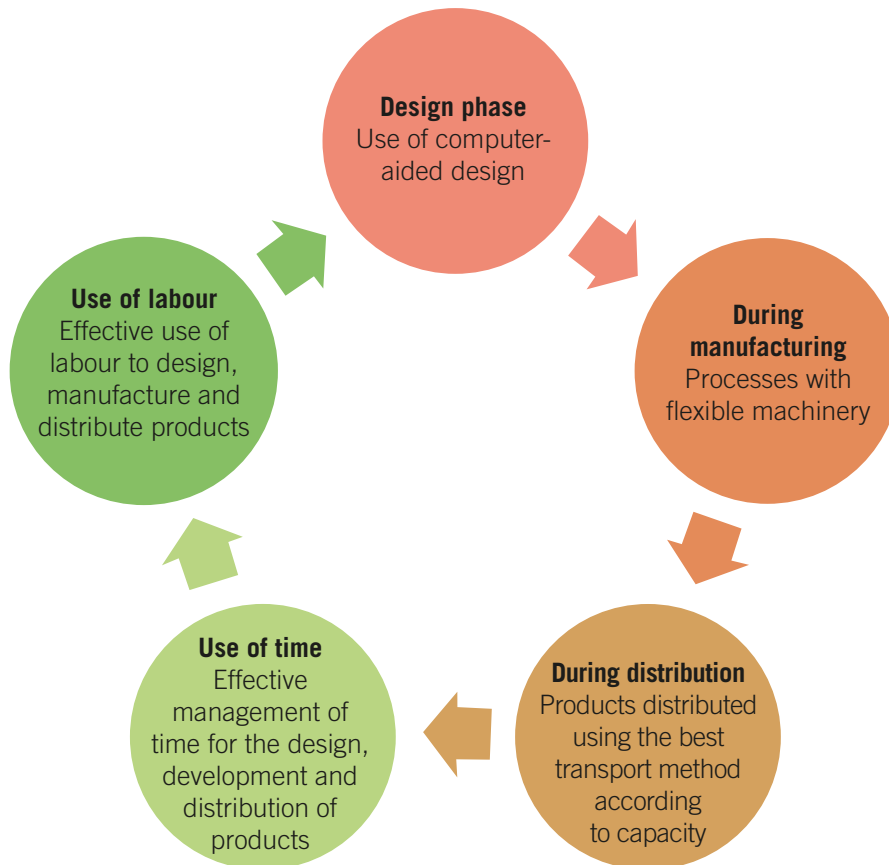 Design phase
Use of computer-
aided design
During
manufacturing
Processes with
flexible machinery
During distribution
Products distributed
using the best
transport method
according
to capacity
Use of time
Effective
management of
time for the design,
development and
distribution of
products
Use of labour
Effective use of
labour to design,
manufacture and
distribute products